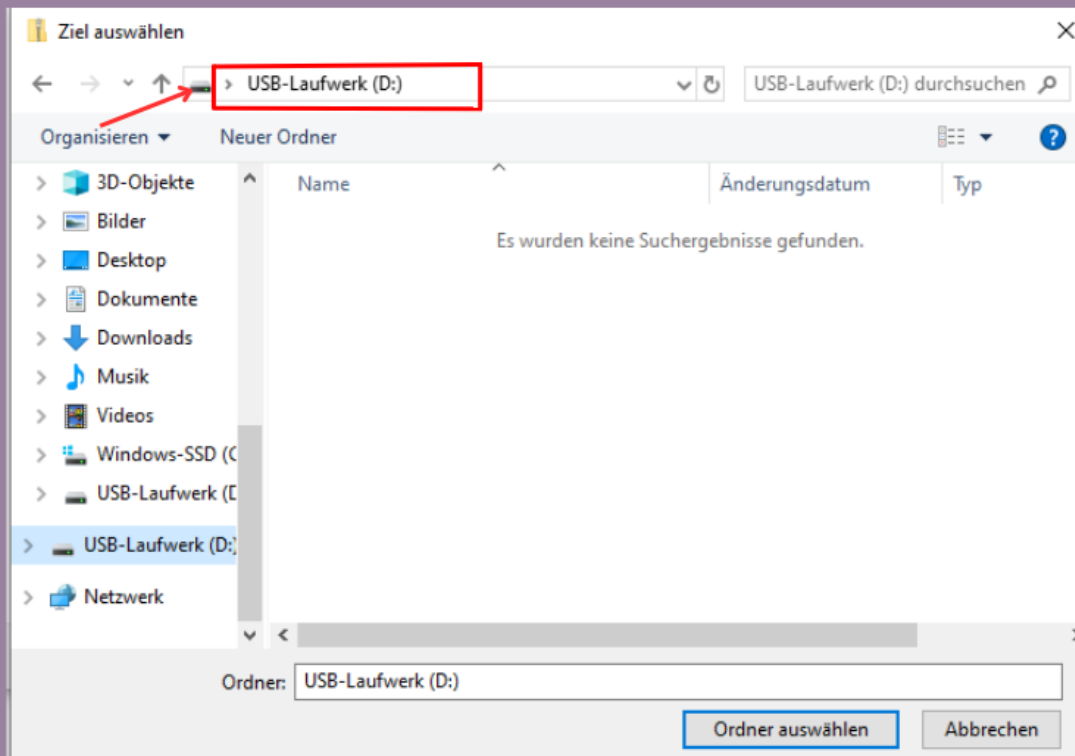 Ziel auswählen
USB-Laufwerk (D:)
USB-Laufwerk (D:) durchsuchen
Organisieren
Neuer Ordner
?
Name
Änderungsdatum
Typ
3D-Objekte
Es wurden keine Suchergebnisse gefunden.
Bilder
Desktop
Dokumente
Downloads
Musik
Videos
Windows-SSD (C
USB-Laufwerk (D
USB-Laufwerk (D:)
Netzwerk
Ordner: USB-Laufwerk (D:)
Ordner auswählen
Abbrechen